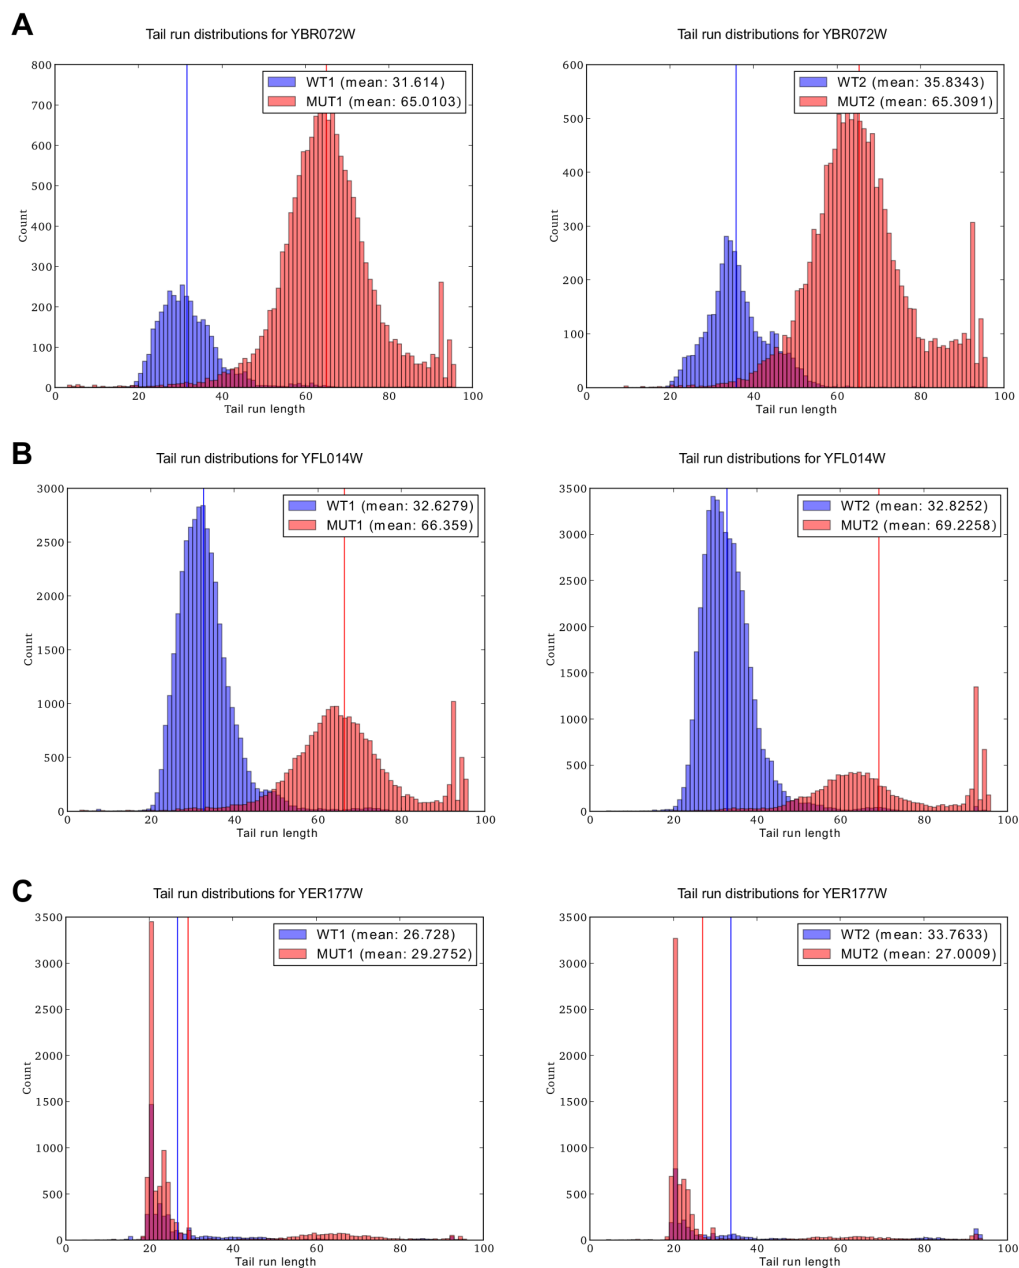 A
Tail run distributions for YBR072W
800
700
600
500
400
300
200
100
0
Count
0 20 40 60 80 100
Tail run length
WT1 (mean: 31.614)
MUT1 (mean: 65.0103)
Tail run distributions for YBR072W
600
500
400
300
200
100
0
Count
0 20 40 60 80 100
Tail run length
WT2 (mean: 35.8343)
MUT2 (mean: 65.3091)
B
Tail run distributions for YFL014W
3000
2500
2000
1500
1000
500
0
Count
0 20 40 60 80 100
Tail run length
WT1 (mean: 32.6279)
MUT1 (mean: 66.359)
Tail run distributions for YFL014W
3500
3000
2500
2000
1500
1000
500
0
Count
0 20 40 60 80 100
Tail run length
WT2 (mean: 32.8252)
MUT2 (mean: 69.2258)
C
Tail run distributions for YER177W
3500
3000
2500
2000
1500
1000
500
0
Count
0 20 40 60 80 100
Tail run length
WT1 (mean: 26.728)
MUT1 (mean: 29.2752)
Tail run distributions for YER177W
3500
3000
2500
2000
1500
1000
500
0
Count
0 20 40 60 80 100
Tail run length
WT2 (mean: 33.7633)
MUT2 (mean: 27.0009)